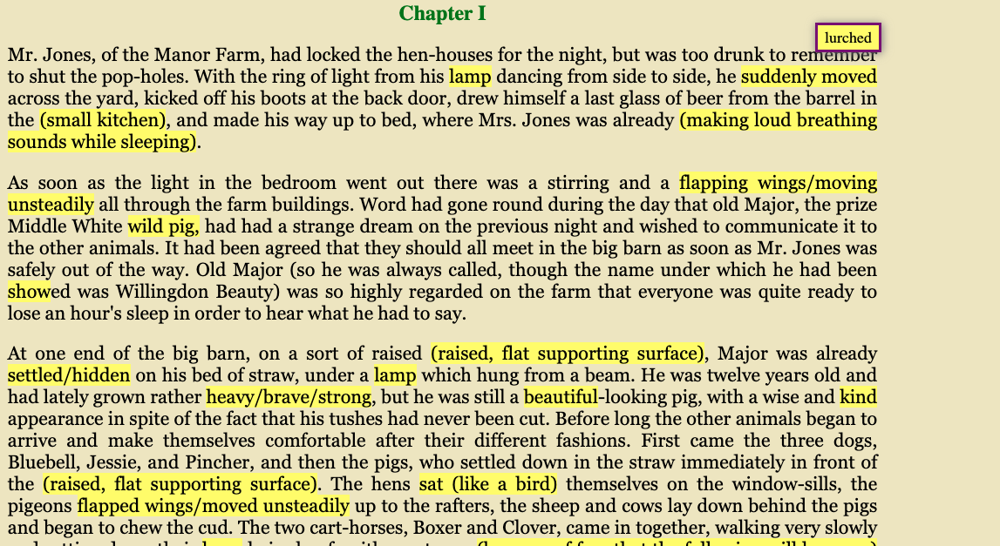 Chapter I
lurched
Mr. Jones, of the Manor Farm, had locked the hen-houses for the night, but was too drunk to remember
to shut the pop-holes. With the ring of light from his lamp dancing from side to side, he suddenly moved
across the yard, kicked off his boots at the back door, drew himself a last glass of beer from the barrel in
the (small kitchen), and made his way up to bed, where Mrs. Jones was already (making loud breathing
sounds while sleeping).
As soon as the light in the bedroom went out there was a stirring and a flapping wings/moving
unsteadily all through the farm buildings. Word had gone round during the day that old Major, the prize
Middle White wild pig, had had a strange dream on the previous night and wished to communicate it to
the other animals. It had been agreed that they should all meet in the big barn as soon as Mr. Jones was
safely out of the way. Old Major (so he was always called, though the name under which he had been
showed was Willingdon Beauty) was so highly regarded on the farm that everyone was quite ready to
lose an hour's sleep in order to hear what he had to say.
At one end of the big barn, on a sort of raised (raised, flat supporting surface), Major was already
settled/hidden on his bed of straw, under a lamp which hung from a beam. He was twelve years old and
had lately grown rather heavy/brave/strong, but he was still a beautiful-looking pig, with a wise and kind
appearance in spite of the fact that his tushes had never been cut. Before long the other animals began to
arrive and make themselves comfortable after their different fashions. First came the three dogs,
Bluebell, Jessie, and Pincher, and then the pigs, who settled down in the straw immediately in front of
the (raised, flat supporting surface). The hens sat (like a bird) themselves on the window-sills, the
pigeons flapped wings/moved unsteadily up to the rafters, the sheep and cows lay down behind the pigs
and began to chew the cud. The two cart-horses, Boxer and Clover, came in together, walking very slowly